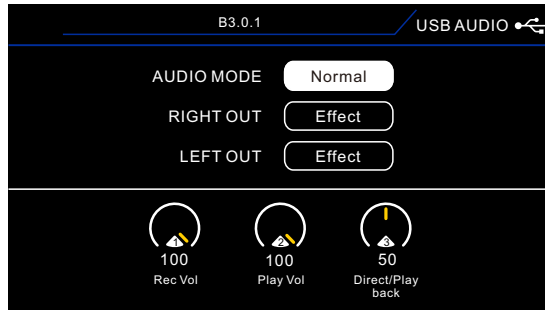 B3.0.1
USB AUDIO
AUDIO MODE Normal
RIGHT OUT Effect
LEFT OUT Effect
1 2 3
100 100 50
Rec Vol Play Vol Direct/Play
back